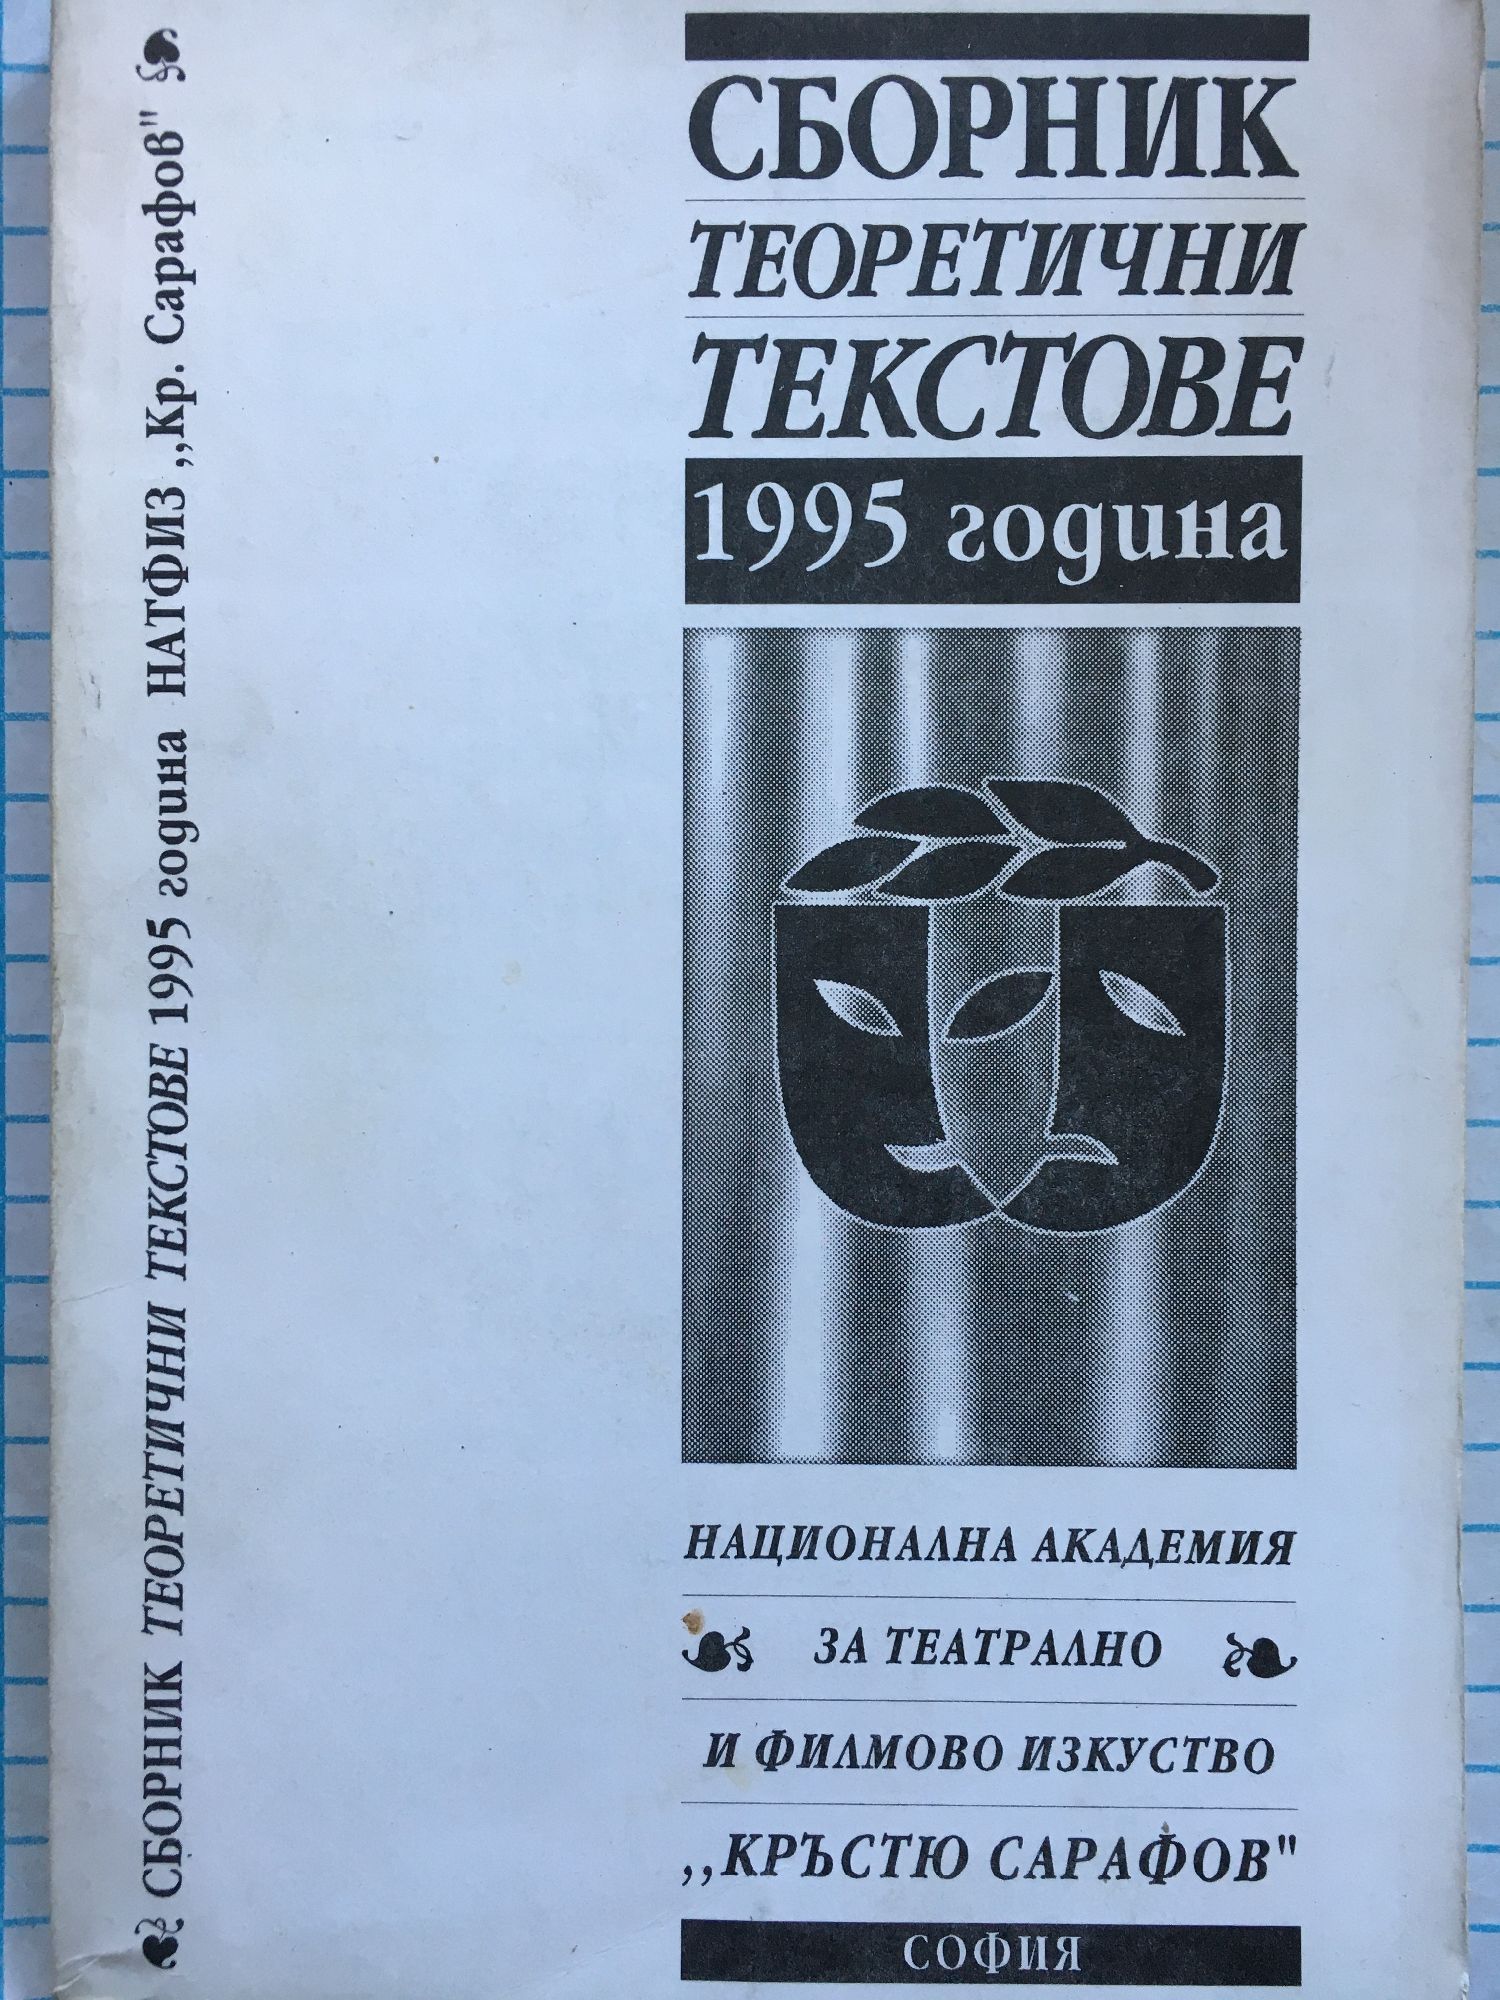 СБОРНИК ТЕОРЕТИЧНИ ТЕКСТОВЕ 1995 година НАТФИЗ ,,Кр. Сарафов"
СБОРНИК
ТЕОРЕТИЧНИ
ТЕКСТОВЕ
1995 година
НАЦИОНАЛНА АКАДЕМИЯ
ЗА ТЕАТРАЛНО
И ФИЛМОВО ИЗКУСТВО
,,КРЪСТЮ САРАФОВ"
СОФИЯ